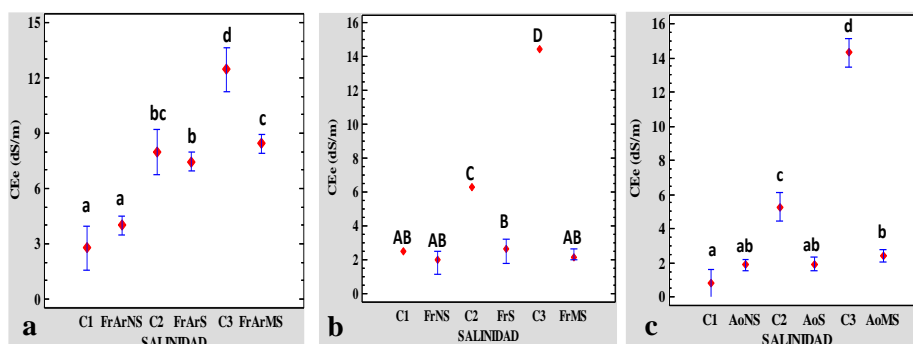 15
12
9
6
3
0
CEe (dS/m)
a
a
bc
b
d
c
C1 FrArNS C2 FrArS C3 FrArMS
SALINIDAD
a
16
14
12
10
8
6
4
2
0
CEe (dS/m)
AB
AB
C
B
D
AB
C1 FrNS C2 FrS C3 FrMS
SALINIDAD
b
16
14
12
10
8
6
4
2
0
CEe (dS/m)
a
ab
c
ab
d
b
C1 AoNS C2 AoS C3 AoMS
SALINIDAD
c